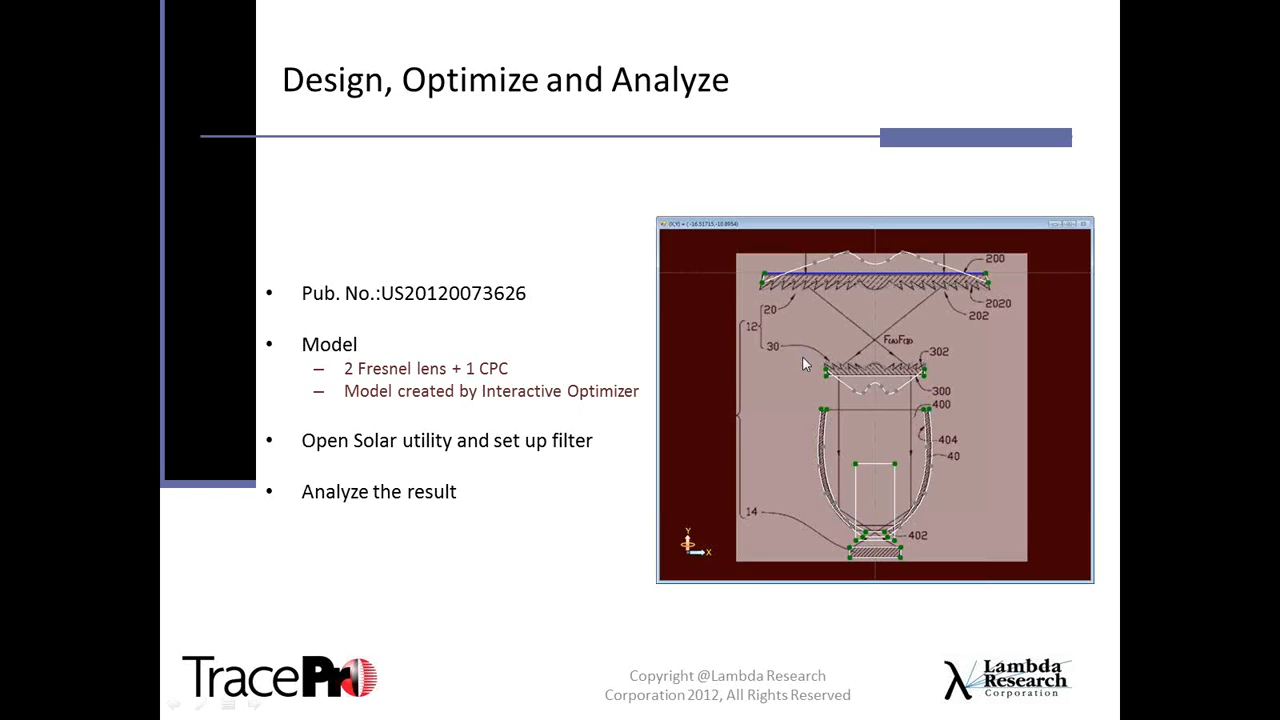 Design, Optimize and Analyze
• Pub. No.:US20120073626
• Model
– 2 Fresnel lens + 1 CPC
– Model created by Interactive Optimizer
• Open Solar utility and set up filter
• Analyze the result
200
20
2020
202
12
30
302
300
400
404
40
14
402
Y
X
TracePro
Copyright @Lambda Research
Corporation 2012, All Rights Reserved
λ Lambda
Research
Corporation